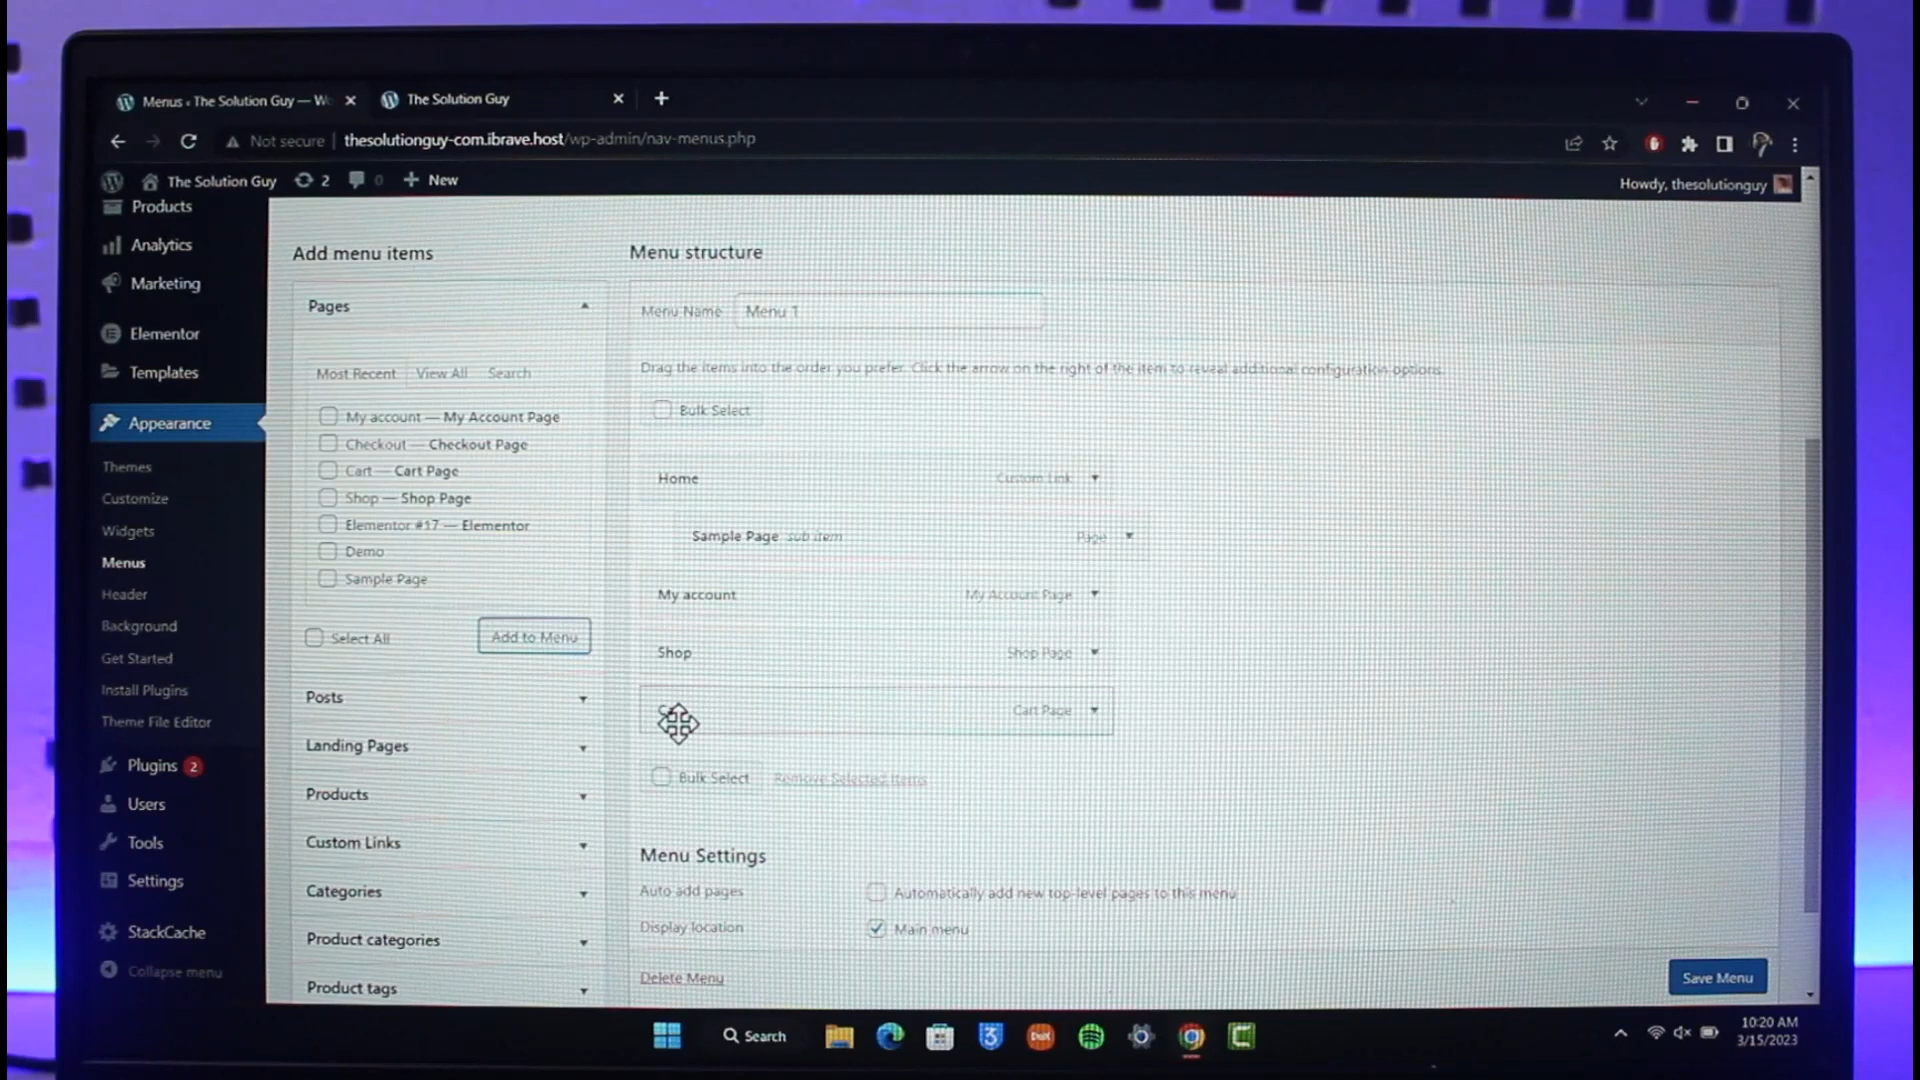 Menus ‹ The Solution Guy — W
The Solution Guy
Not secure | thesolutionguy-com.ibrave.host/wp-admin/nav-menus.php
The Solution Guy 2 0 + New
Howdy, thesolutionguy
Products
Analytics
Marketing
Elementor
Templates
Appearance
Themes
Customize
Widgets
Menus
Header
Background
Get Started
Install Plugins
Theme File Editor
Plugins 2
Users
Tools
Settings
StackCache
Collapse menu
Add menu items
Pages
Most Recent View All Search
My account — My Account Page
Checkout — Checkout Page
Cart — Cart Page
Shop — Shop Page
Elementor #17 — Elementor
Demo
Sample Page
Select All Add to Menu
Posts
Landing Pages
Products
Custom Links
Categories
Product categories
Product tags
Menu structure
Menu Name Menu 1
Drag the items into the order you prefer. Click the arrow on the right of the item to reveal additional configuration options.
Bulk Select
Home Custom Link
Sample Page sub item Page
My account My Account Page
Shop Shop Page
Cart Page
Bulk Select Remove Selected Items
Menu Settings
Auto add pages Automatically add new top-level pages to this menu
Display location Main menu
Delete Menu
Save Menu
Search
10:20 AM
3/15/2023